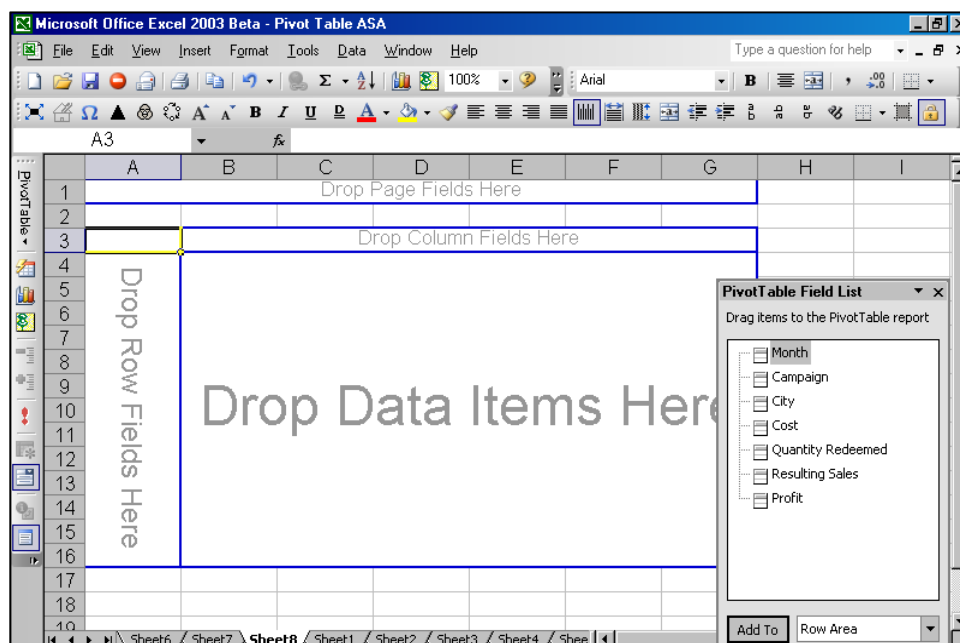 Microsoft Office Excel 2003 Beta - Pivot Table ASA
File Edit View Insert Format Tools Data Window Help
Type a question for help
100%
Arial
B
B I U D A
A3
fx
A B C D E F G H I
PivotTable
1 Drop Page Fields Here
2
3 Drop Column Fields Here
4
5
6
7
8
9
10
11
12
13
14
15
16
17
18
19
Drop Row Fields Here
Drop Data Items Here
PivotTable Field List
Drag items to the PivotTable report
Month
Campaign
City
Cost
Quantity Redeemed
Resulting Sales
Profit
Add To Row Area
Sheet6 Sheet7 Sheet8 Sheet1 Sheet2 Sheet3 Sheet4 Shee